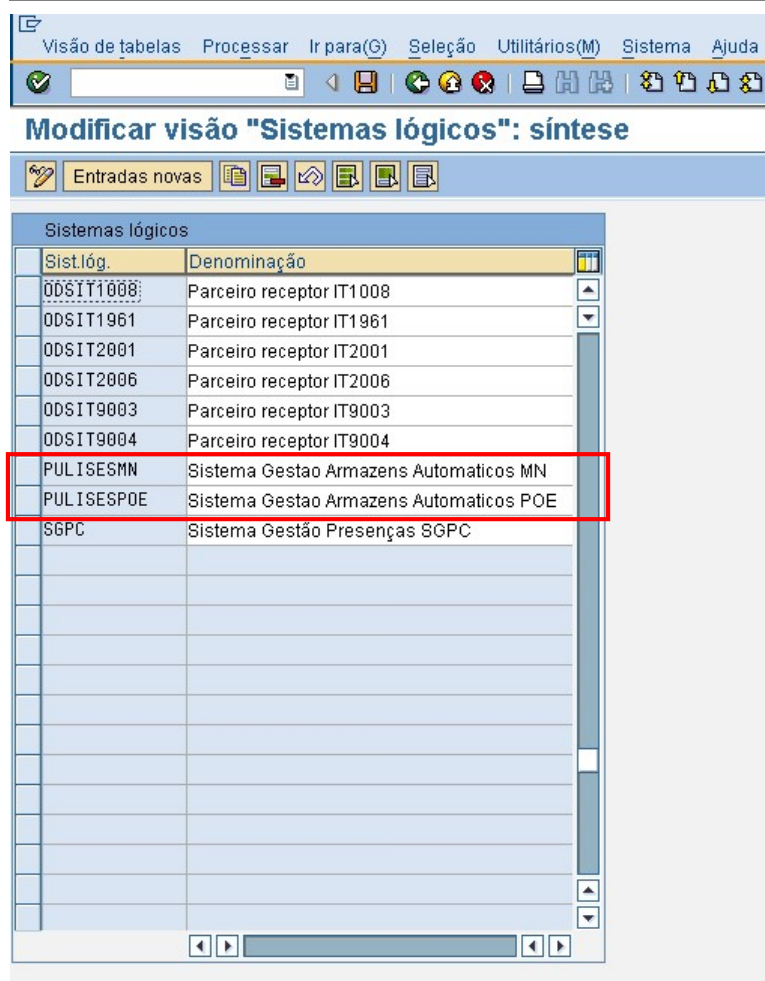 Visão de tabelas Processar Ir para(G) Seleção Utilitários(M) Sistema Ajuda
Modificar visão "Sistemas lógicos": síntese
Entradas novas
Sistemas lógicos
Sist.lóg. Denominação
ODSIT1008 Parceiro receptor IT1008
ODSIT1961 Parceiro receptor IT1961
ODSIT2001 Parceiro receptor IT2001
ODSIT2006 Parceiro receptor IT2006
ODSIT9003 Parceiro receptor IT9003
ODSIT9004 Parceiro receptor IT9004
PULISESMN Sistema Gestao Armazens Automaticos MN
PULISESPOE Sistema Gestao Armazens Automaticos POE
SGPC Sistema Gestão Presenças SGPC